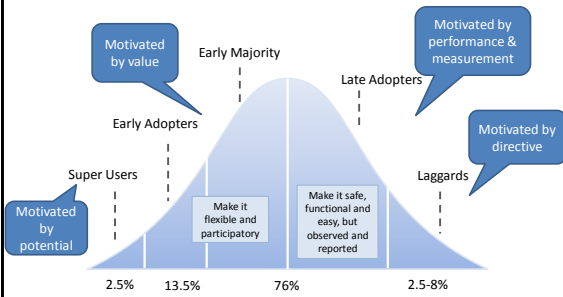 Motivated
by value
Early Majority
Motivated by
performance &
measurement
Late Adopters
Early Adopters
Motivated by
directive
Super Users
Laggards
Motivated
by
potential
Make it
flexible and
participatory
Make it safe,
functional and
easy, but
observed and
reported
2.5%
13.5%
76%
2.5-8%